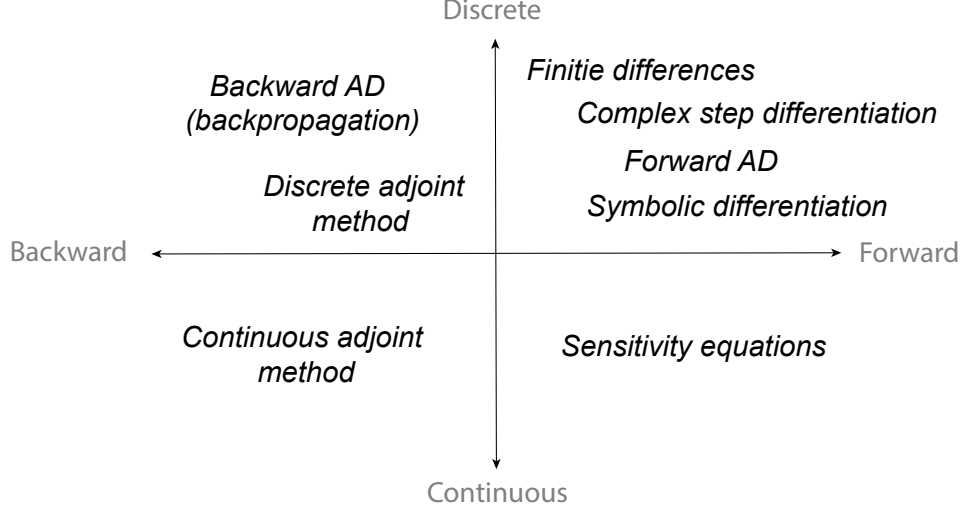 Discrete
Backward AD
(backpropagation)
Discrete adjoint
method
Finitie differences
Complex step differentiation
Forward AD
Symbolic differentiation
Backward
Forward
Continuous adjoint
method
Sensitivity equations
Continuous